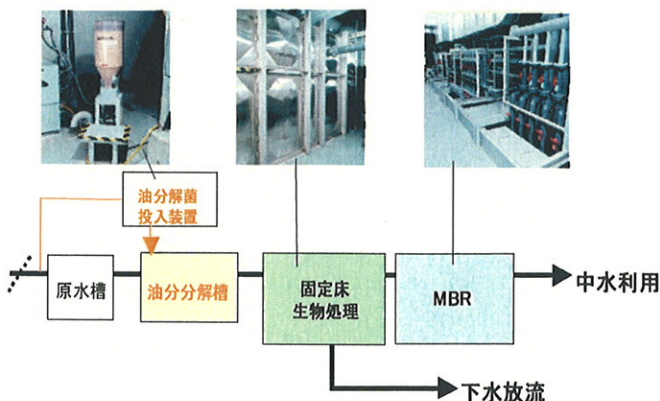 油分解菌
投入装置
原水槽
油分分解槽
固定床
生物処理
MBR
中水利用
下水放流